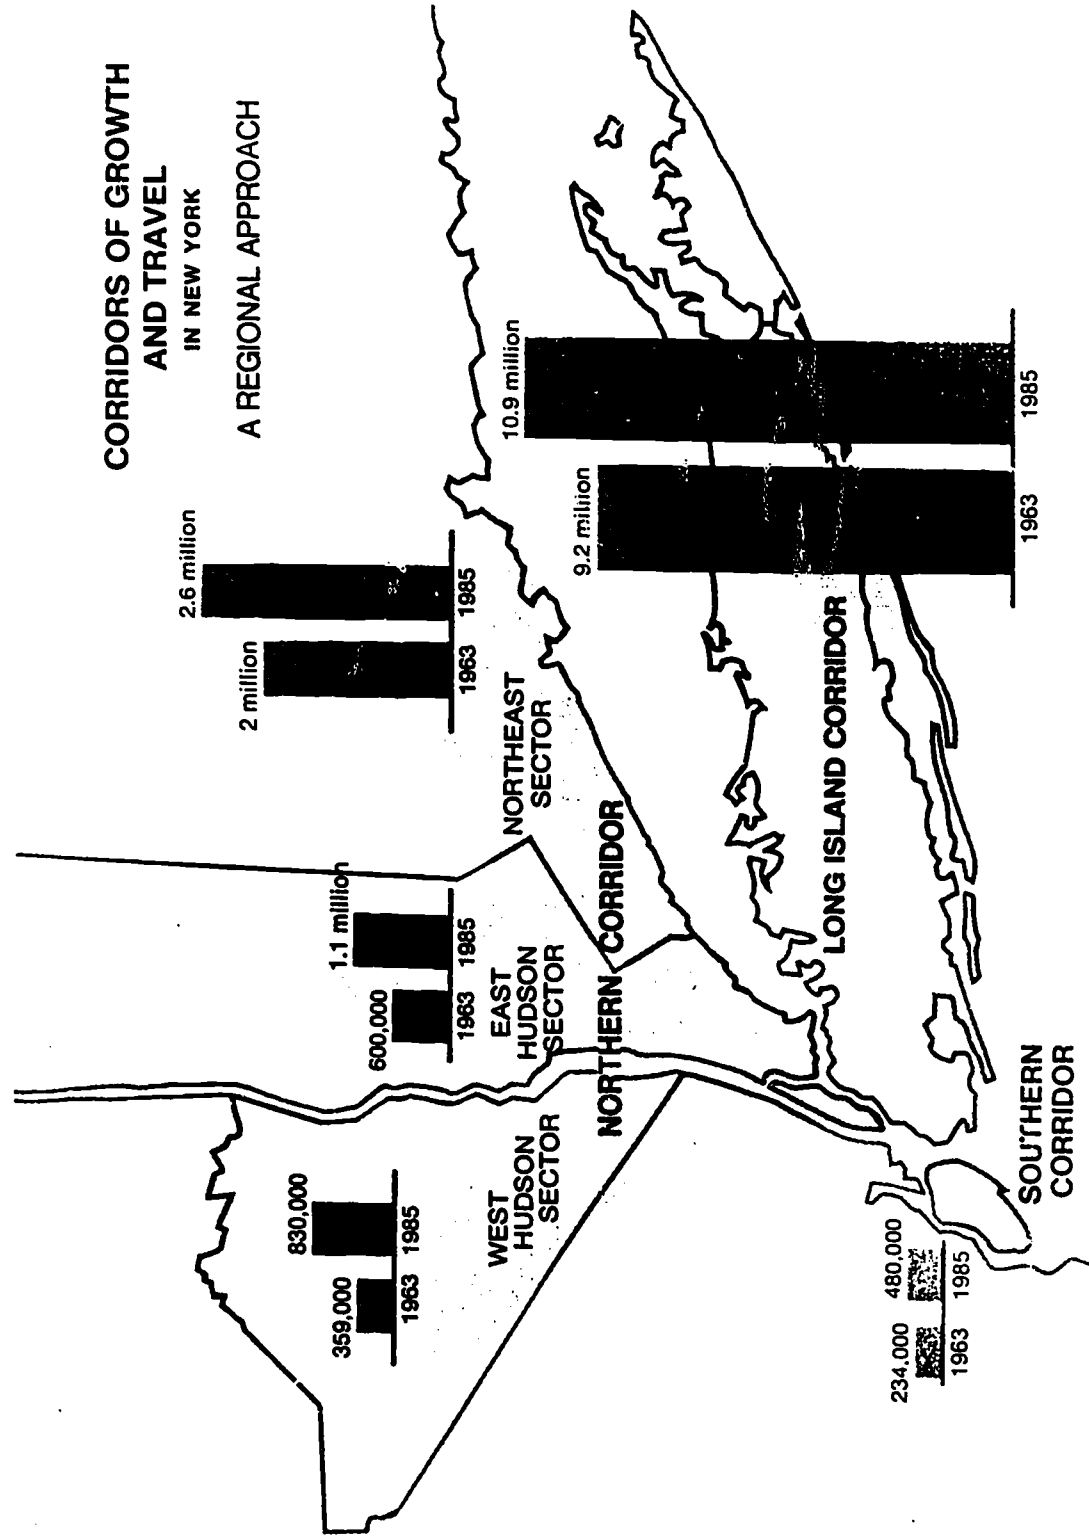 CORRIDORS OF GROWTH
AND TRAVEL
IN NEW YORK
A REGIONAL APPROACH
2 million
2.6 million
1963
1985
NORTHEAST
SECTOR
600,000
1.1 million
1963
1985
EAST
HUDSON
SECTOR
359,000
830,000
1963
1985
WEST
HUDSON
SECTOR
NORTHERN CORRIDOR
9.2 million
10.9 million
1963
1985
LONG ISLAND CORRIDOR
234.000
480,000
1963
1985
SOUTHERN
CORRIDOR